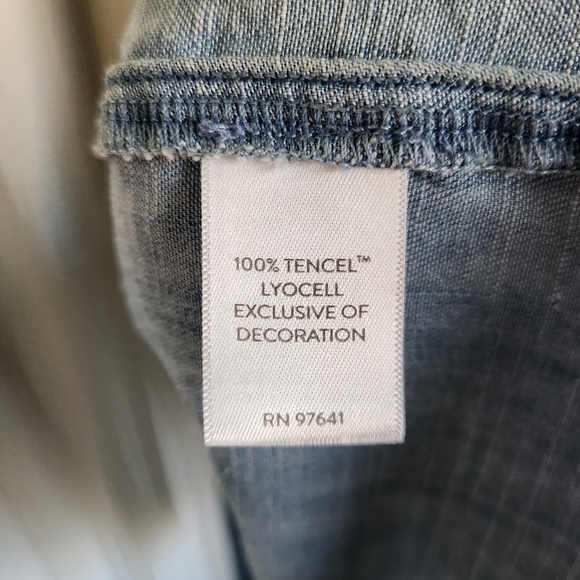 100% TENCEL™
LYOCELL
EXCLUSIVE OF
DECORATION
RN 97641